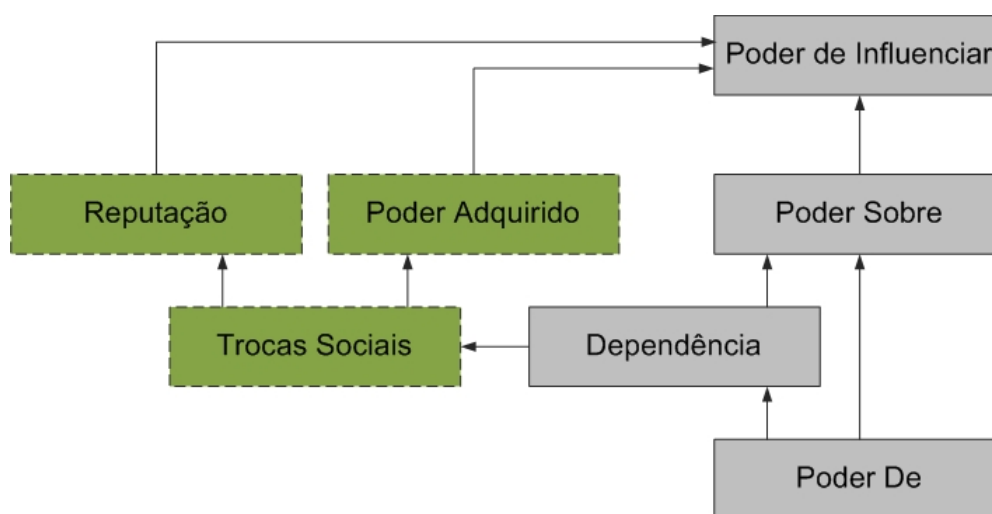 Poder de Influenciar
Reputação
Poder Adquirido
Poder Sobre
Trocas Sociais
Dependência
Poder De